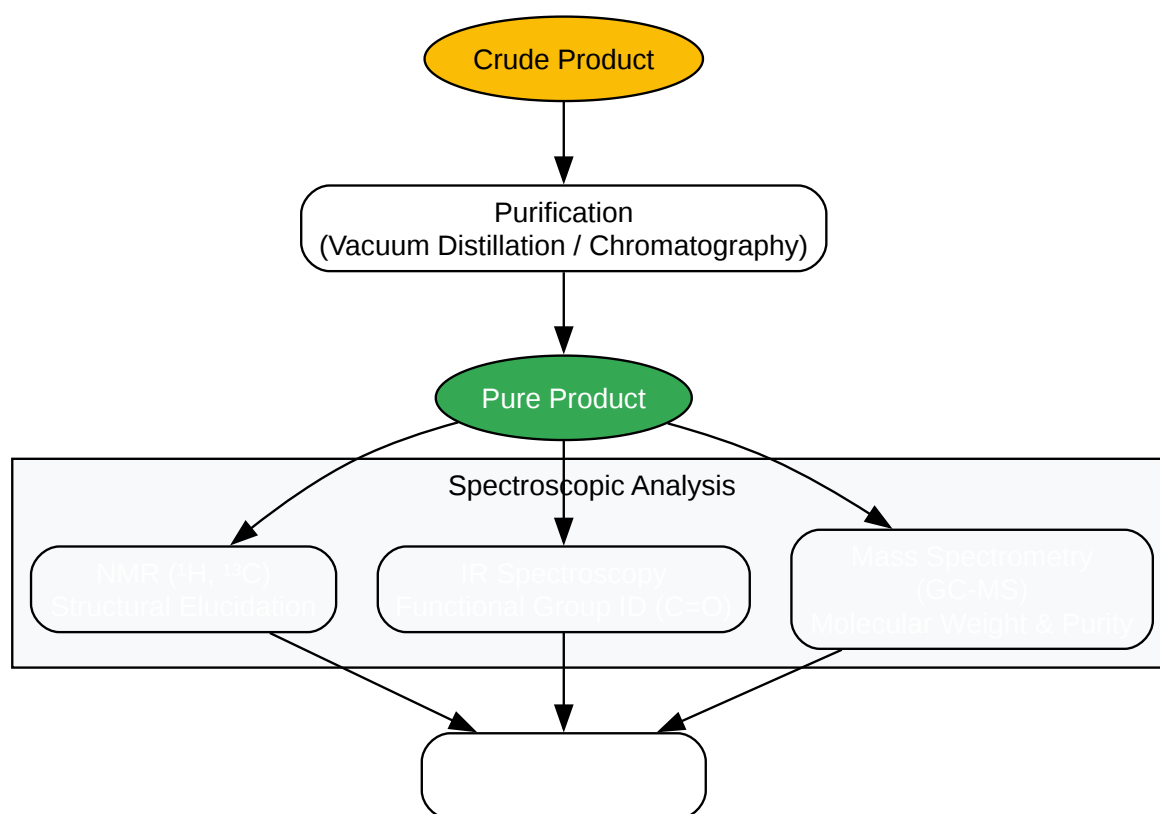 Crude Product
Purification
(Vacuum Distillation / Chromatography)
Pure Product
Spectroscopic Analysis
NMR (¹H, ¹³C)
Structural Elucidation
IR Spectroscopy
Functional Group ID (C=O)
Mass Spectrometry
(GC-MS)
Molecular Weight & Purity